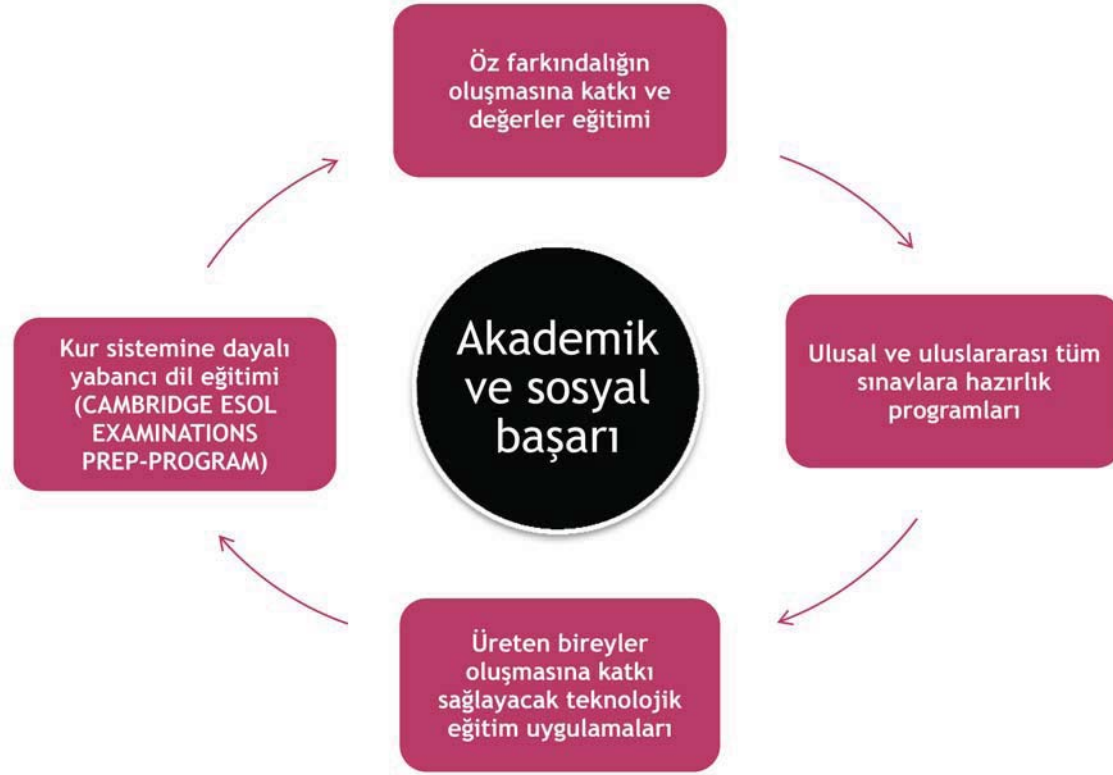 Öz farkındalığın
oluşmasına katkı ve
değerler eğitimi
Kur sistemine dayalı
yabancı dil eğitimi
(CAMBRIDGE ESOL
EXAMINATIONS
PREP-PROGRAM)
Akademik
ve sosyal
başarı
Ulusal ve uluslararası tüm
sınavlara hazırlık
programları
Üreten bireyler
oluşmasına katkı
sağlayacak teknolojik
eğitim uygulamaları